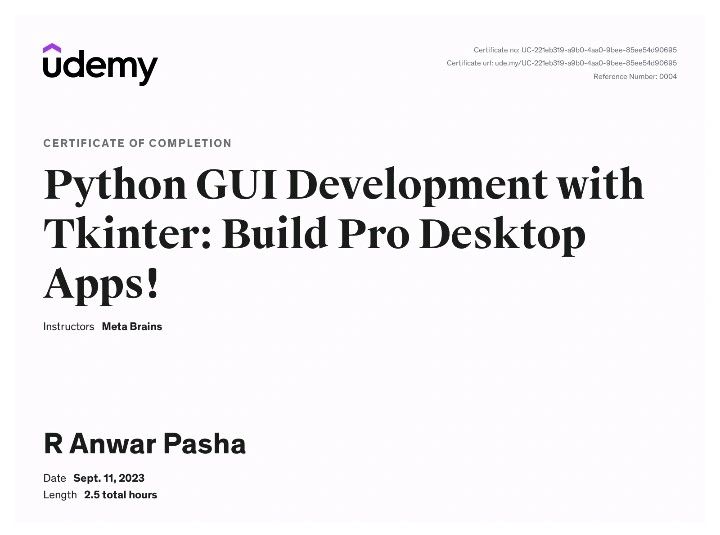 udemy
Certificate no: UC-221eb319-a9b0-4aa0-9bee-85ee54d90695
Certificate url: ude.my/UC-221eb319-a9b0-4aa0-9bee-85ee54d90695
Reference Number: 0004
CERTIFICATE OF COMPLETION
Python GUI Development with
Tkinter: Build Pro Desktop
Apps!
Instructors Meta Brains
R Anwar Pasha
Date Sept. 11, 2023
Length 2.5 total hours